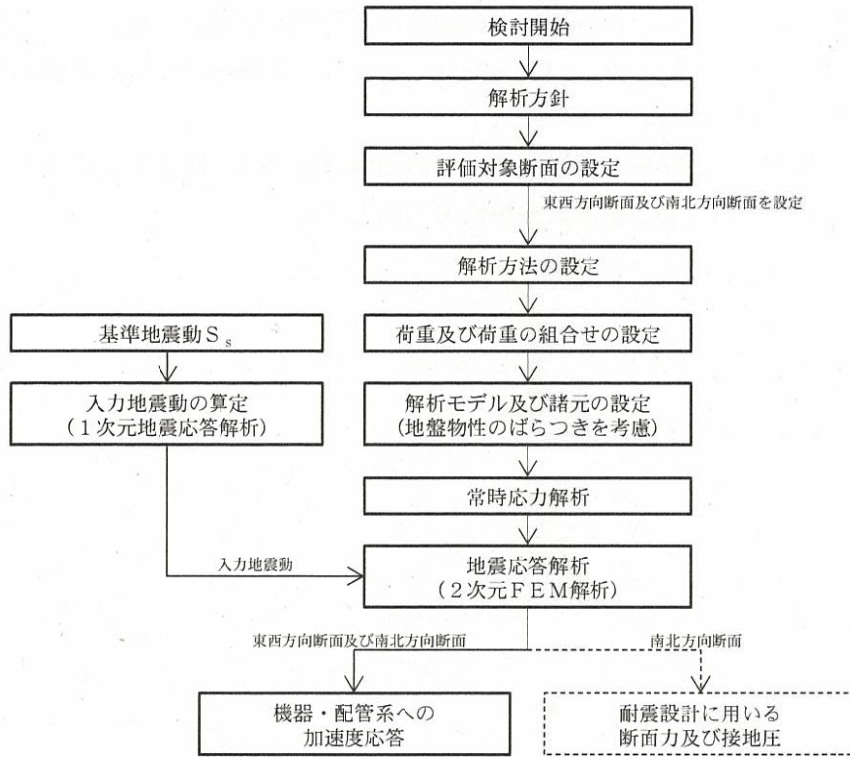 検討開始
解析方針
評価対象断面の設定
東西方向断面及び南北方向断面を設定
解析方法の設定
基準地震動Ｓs
荷重及び荷重の組合せの設定
入力地震動の算定
(１次元地震応答解析)
解析モデル及び諸元の設定
(地盤物性のばらつきを考慮)
常時応力解析
入力地震動
地震応答解析
(２次元ＦＥＭ解析)
東西方向断面及び南北方向断面
南北方向断面
機器・配管系への
加速度応答
耐震設計に用いる
断面力及び接地圧